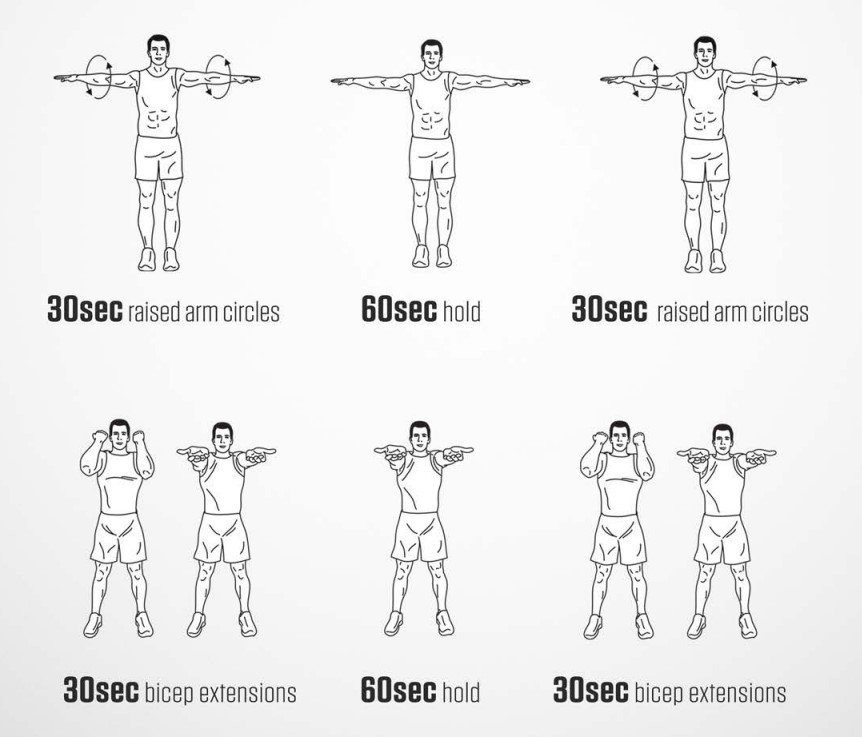 30sec raised arm circles
60sec hold
30sec raised arm circles
30sec bicep extensions
60sec hold
30sec bicep extensions